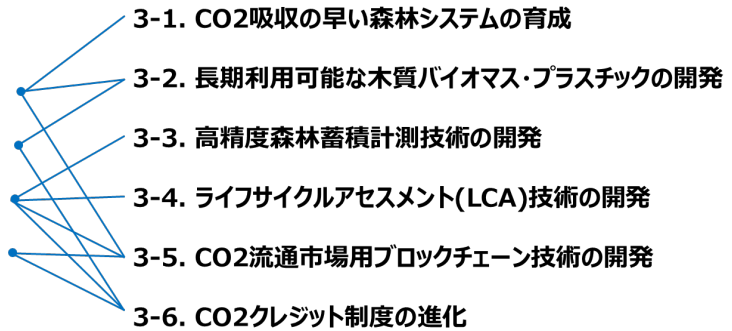 3-1. CO2吸収の早い森林システムの育成
3-2. 長期利用可能な木質バイオマス・プラスチックの開発
3-3. 高精度森林蓄積計測技術の開発
3-4. ライフサイクルアセスメント(LCA)技術の開発
3-5. CO2流通市場用ブロックチェーン技術の開発
3-6. CO2クレジット制度の進化